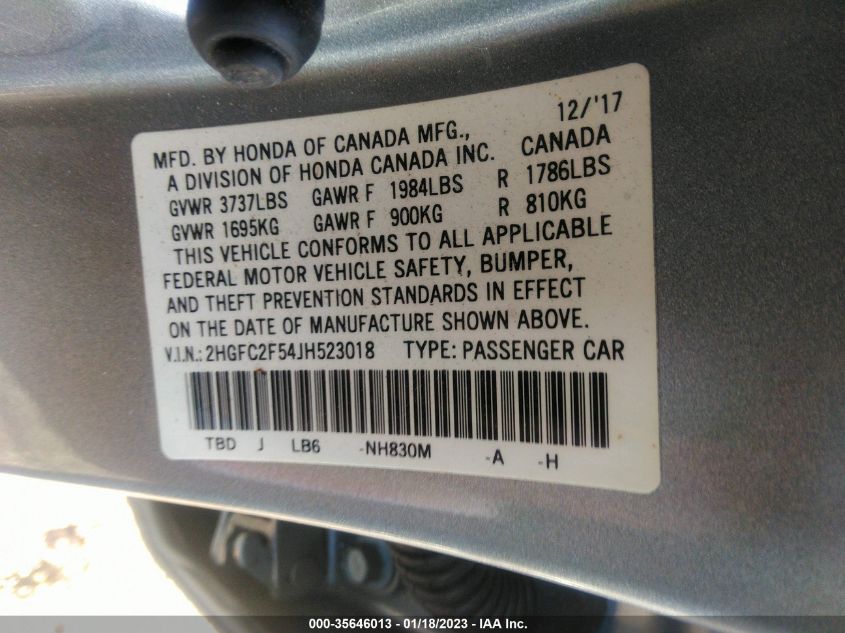 12/'17
MFD. BY HONDA OF CANADA MFG., CANADA
A DIVISION OF HONDA CANADA INC.
GVWR 3737LBS GAWR F 1984LBS R 1786LBS
GVWR 1695KG GAWR F 900KG R 810KG
THIS VEHICLE CONFORMS TO ALL APPLICABLE
FEDERAL MOTOR VEHICLE SAFETY, BUMPER,
AND THEFT PREVENTION STANDARDS IN EFFECT
ON THE DATE OF MANUFACTURE SHOWN ABOVE.
V.I.N.: 2HGFC2F54JH523018 TYPE: PASSENGER CAR
TBD J LB6 -NH830M -A -H
000-35646013 - 01/18/2023 - IAA Inc.